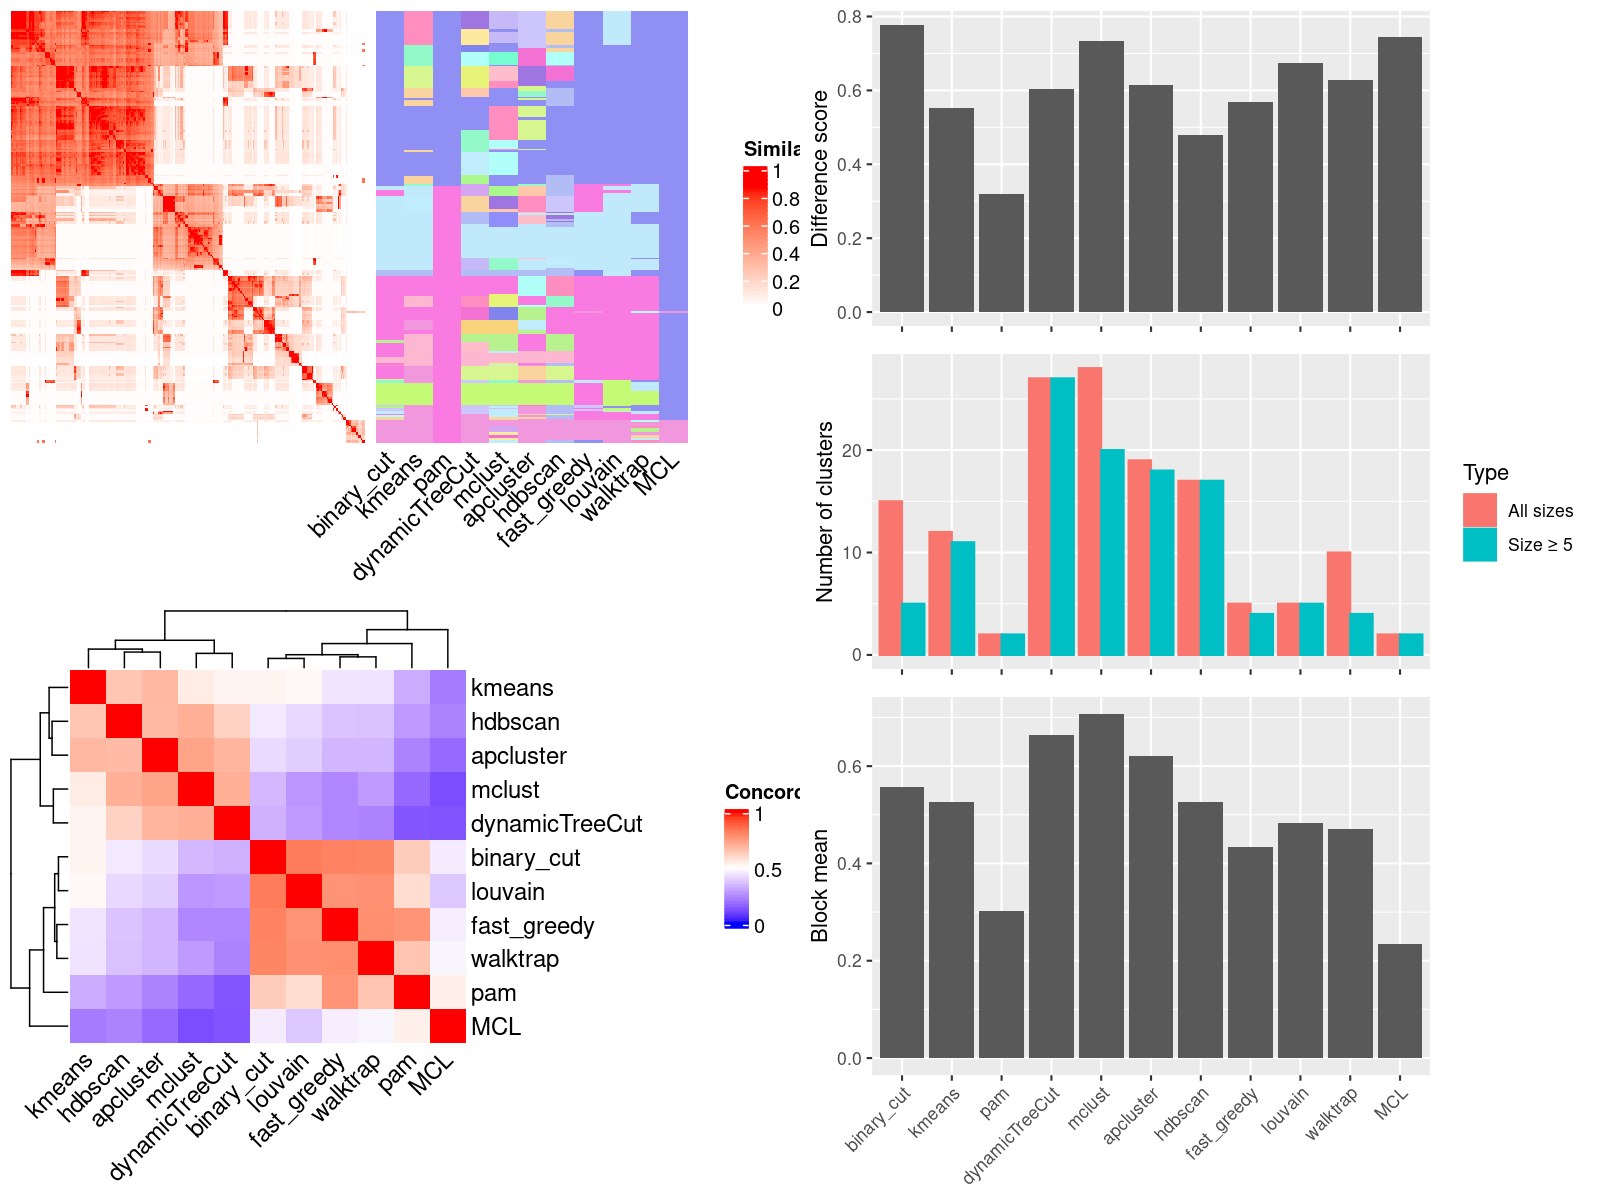 Simila
1
0.8
0.6
0.4
0.2
0
binary_cut
kmeans
pam
dynamicTreeCut
mclust
apcluster
hdbscan
fast_greedy
louvain
walktrap
MCL
kmeans
hdbscan
apcluster
mclust
dynamicTreeCut
binary_cut
louvain
fast_greedy
walktrap
pam
MCL
kmeans
hdbscan
apcluster
mclust
dynamicTreeCut
binary_cut
louvain
fast_greedy
walktrap
pam
MCL
Concord
1
0.5
0
Difference score
0.8
0.6
0.4
0.2
0.0
Number of clusters
20
10
0
Type
All sizes
Size ≥ 5
Block mean
0.6
0.4
0.2
0.0
binary_cut
kmeans
pam
dynamicTreeCut
mclust
apcluster
hdbscan
fast_greedy
louvain
walktrap
MCL